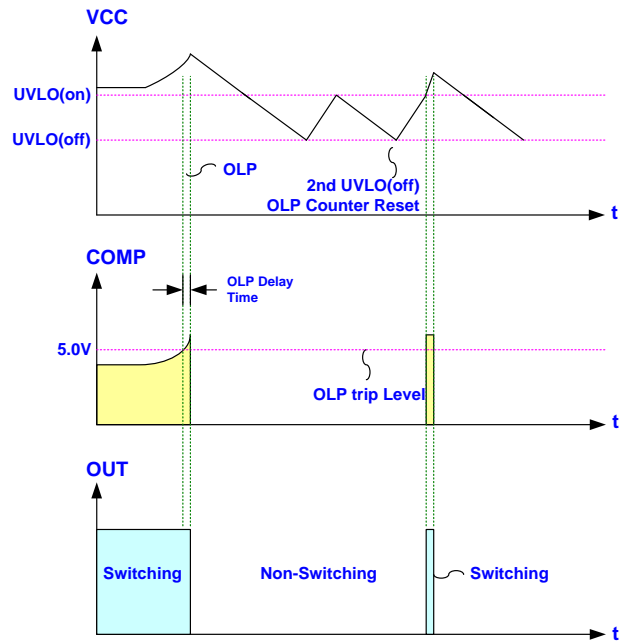 VCC
UVLO(on)
UVLO(off)
OLP
2nd UVLO(off)
OLP Counter Reset
t
COMP
OLP Delay
Time
5.0V
OLP trip Level
t
OUT
Switching
Non-Switching
Switching
t